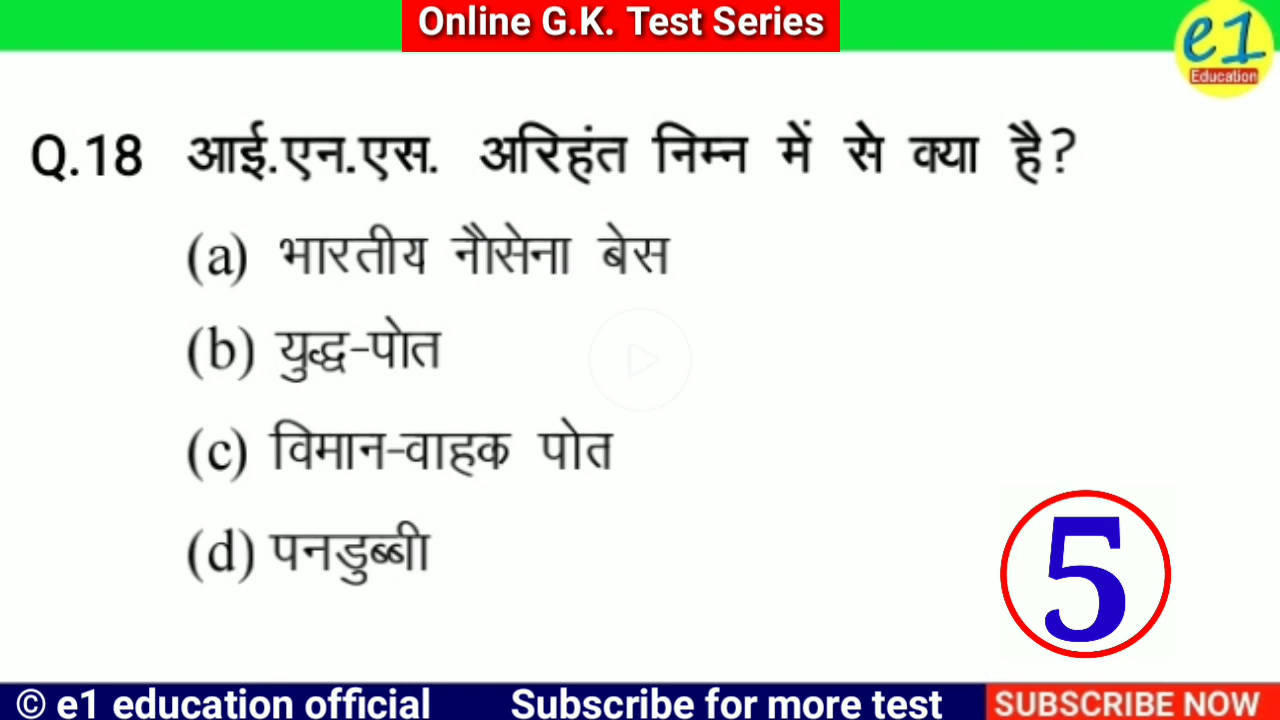 Online G.K. Test Series
e1
Education
Q.18 आई.एन.एस. अरिहंत निम्न में से क्या है?
(a) भारतीय नौसेना बेस
(b) युद्ध-पोत
(c) विमान-वाहक पोत
(d) पनडुब्बी
5
© e1 education official Subscribe for more test SUBSCRIBE NOW